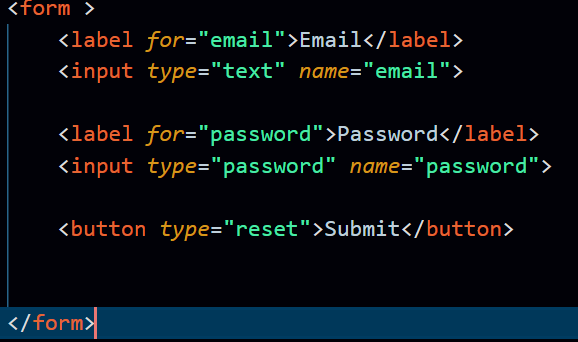 <form >
<label for="email">Email</label>
<input type="text" name="email">
<label for="password">Password</label>
<input type="password" name="password">
<button type="reset">Submit</button>
</form>